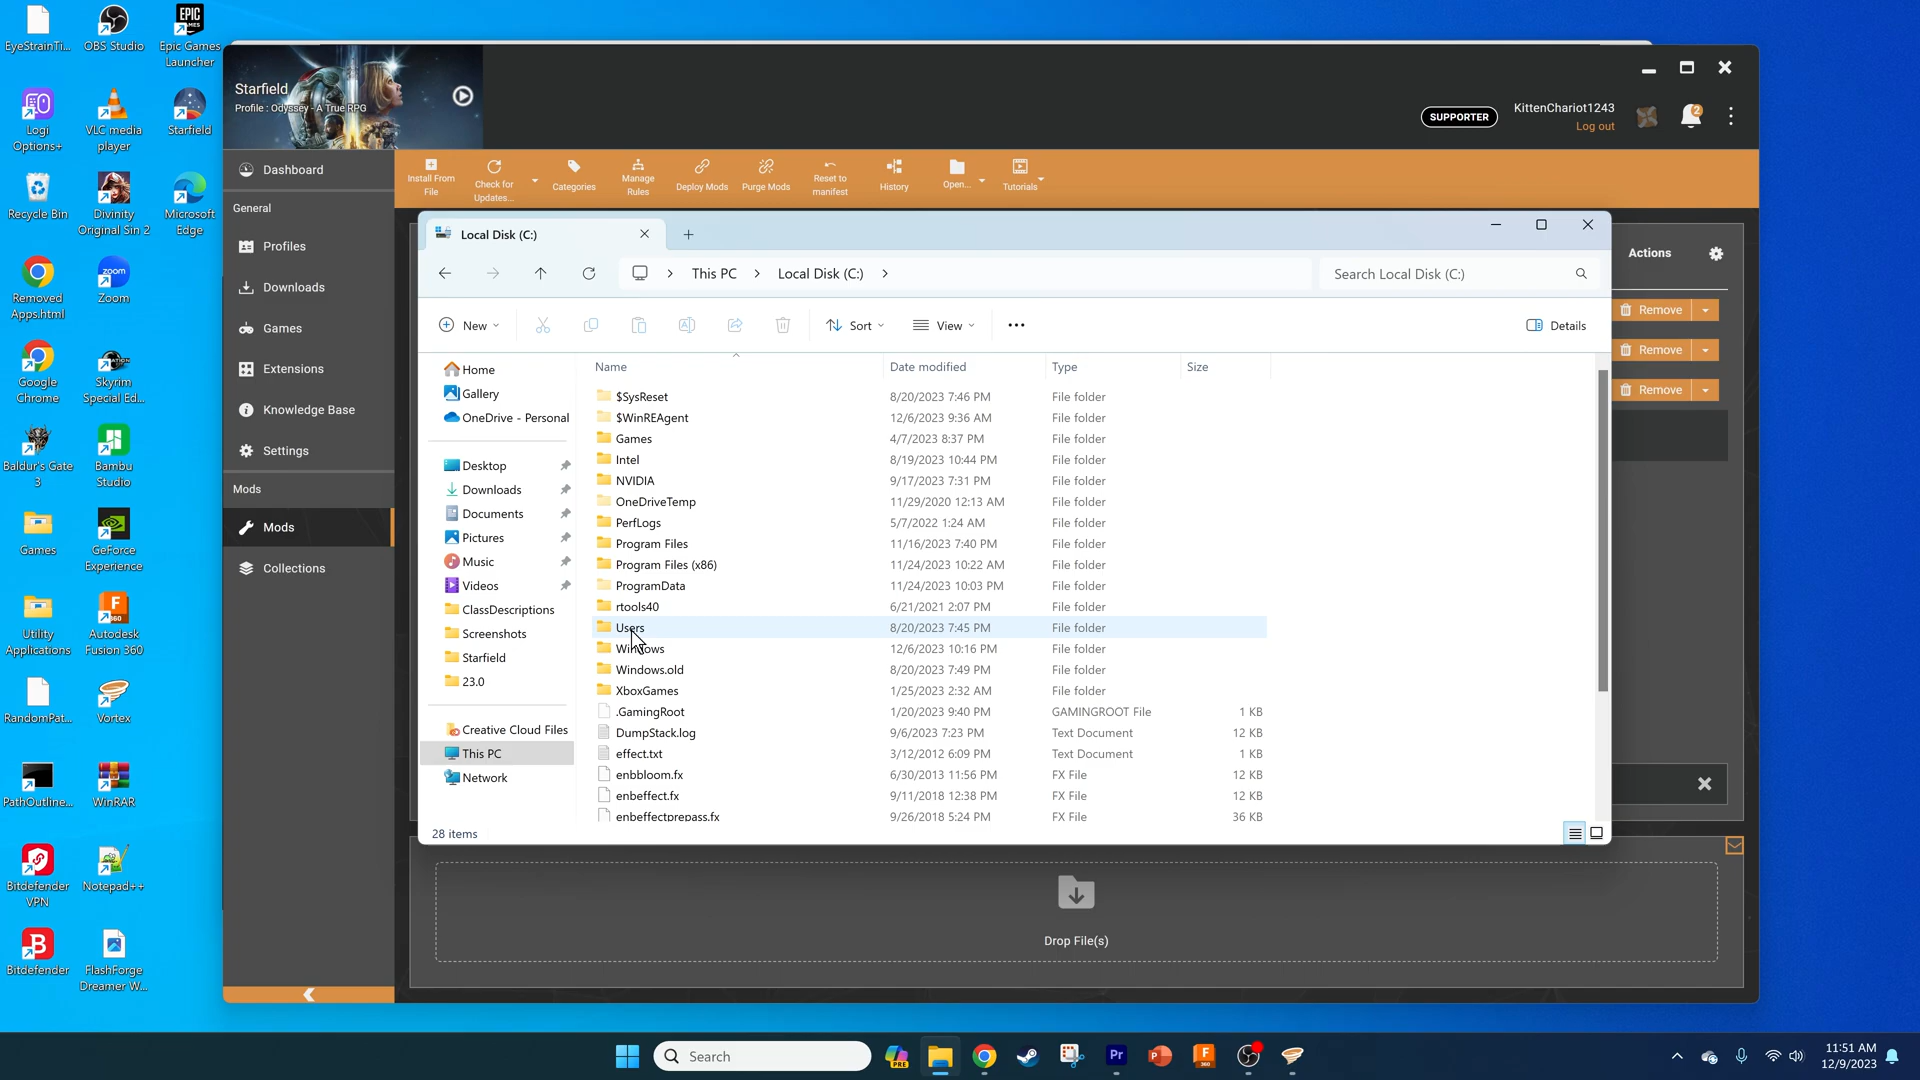 EyeStrainTi...
OBS Studio
Epic Games
Launcher
EPIC
GAMES
Logi
Options+
VLC media
player
Starfield
Recycle Bin
Divinity
Original Sin 2
Microsoft
Edge
Removed
Apps.html
Zoom
zoom
Google
Chrome
Skyrim
Special Ed...
Baldur's Gate
3
Bambu
Studio
Games
GeForce
Experience
Utility
Applications
Autodesk
Fusion 360
RandomPat...
Vortex
PathOutline...
WinRAR
Bitdefender
VPN
Notepad++
Bitdefender
FlashForge
Dreamer W...
Starfield
Profile : Odyssey - A True RPG
SUPPORTER
KittenChariot1243
Log out
2
Dashboard
General
Profiles
Downloads
Games
Extensions
Knowledge Base
Settings
Mods
Mods
Collections
Install From
File
Check for
Updates...
Categories
Manage
Rules
Deploy Mods
Purge Mods
Reset to
manifest
History
Open...
Tutorials
Actions
Remove
Remove
Remove
Local Disk (C:)
This PC > Local Disk (C:) >
Search Local Disk (C:)
New
Sort
View
Details
Home
Gallery
OneDrive - Personal
Desktop
Downloads
Documents
Pictures
Music
Videos
ClassDescriptions
Screenshots
Starfield
23.0
Creative Cloud Files
This PC
Network
Name Date modified Type Size
$SysReset 8/20/2023 7:46 PM File folder
$WinREAgent 12/6/2023 9:36 AM File folder
Games 4/7/2023 8:37 PM File folder
Intel 8/19/2023 10:44 PM File folder
NVIDIA 9/17/2023 7:31 PM File folder
OneDriveTemp 11/29/2020 12:13 AM File folder
PerfLogs 5/7/2022 1:24 AM File folder
Program Files 11/16/2023 7:40 PM File folder
Program Files (x86) 11/24/2023 10:22 AM File folder
ProgramData 11/24/2023 10:03 PM File folder
rtools40 6/21/2021 2:07 PM File folder
Users 8/20/2023 7:45 PM File folder
Windows 12/6/2023 10:16 PM File folder
Windows.old 8/20/2023 7:49 PM File folder
XboxGames 1/25/2023 2:32 AM File folder
.GamingRoot 1/20/2023 9:40 PM GAMINGROOT File 1 KB
DumpStack.log 9/6/2023 7:23 PM Text Document 12 KB
effect.txt 3/12/2012 6:09 PM Text Document 1 KB
enbbloom.fx 6/30/2013 11:56 PM FX File 12 KB
enbeffect.fx 9/11/2018 12:38 PM FX File 12 KB
enbeffectprepass.fx 9/26/2018 5:24 PM FX File 36 KB
28 items
Drop File(s)
Search
PRE
Pr
11:51 AM
12/9/2023